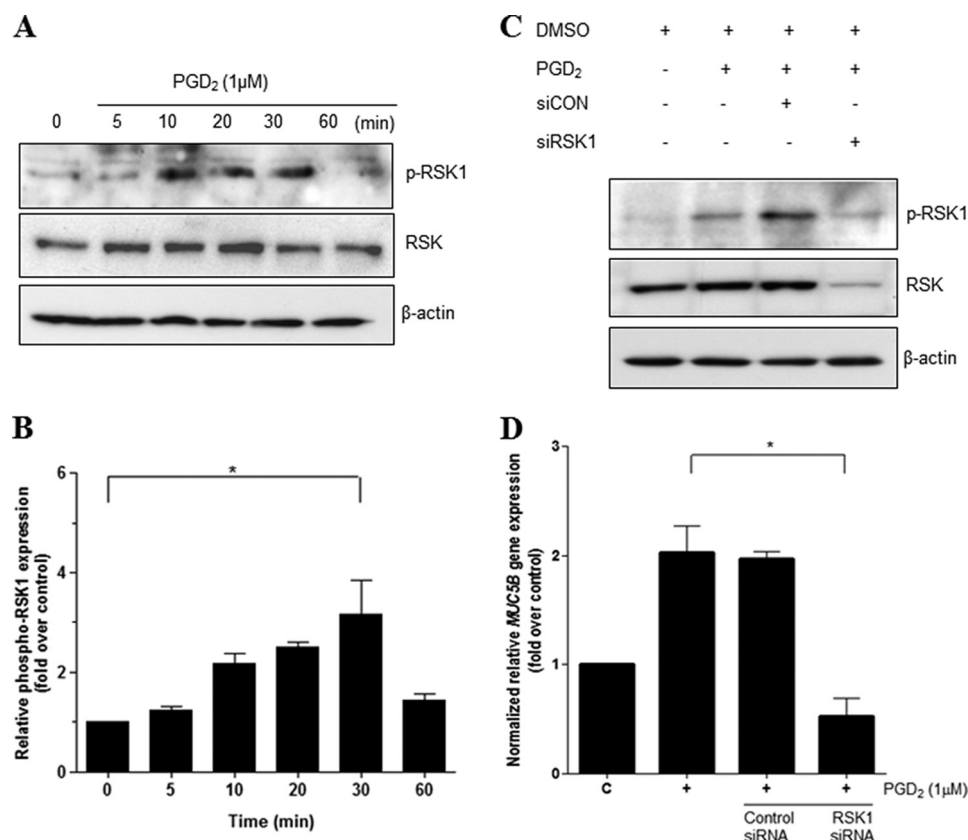 A
PGD₂ (1μM)
0 5 10 20 30 60 (min)
p-RSK1
RSK
β-actin
B
Relative phospho-RSK1 expression
(fold over control)
6
4
2
0
*
0 5 10 20 30 60
Time (min)
C
DMSO + + + +
PGD₂ - + + +
siCON - - + -
siRSK1 - - - +
p-RSK1
RSK
β-actin
D
Normalized relative MUC5B gene expression
(fold over control)
3
2
1
0
*
C + + + PGD₂ (1μM)
Control RSK1
siRNA siRNA